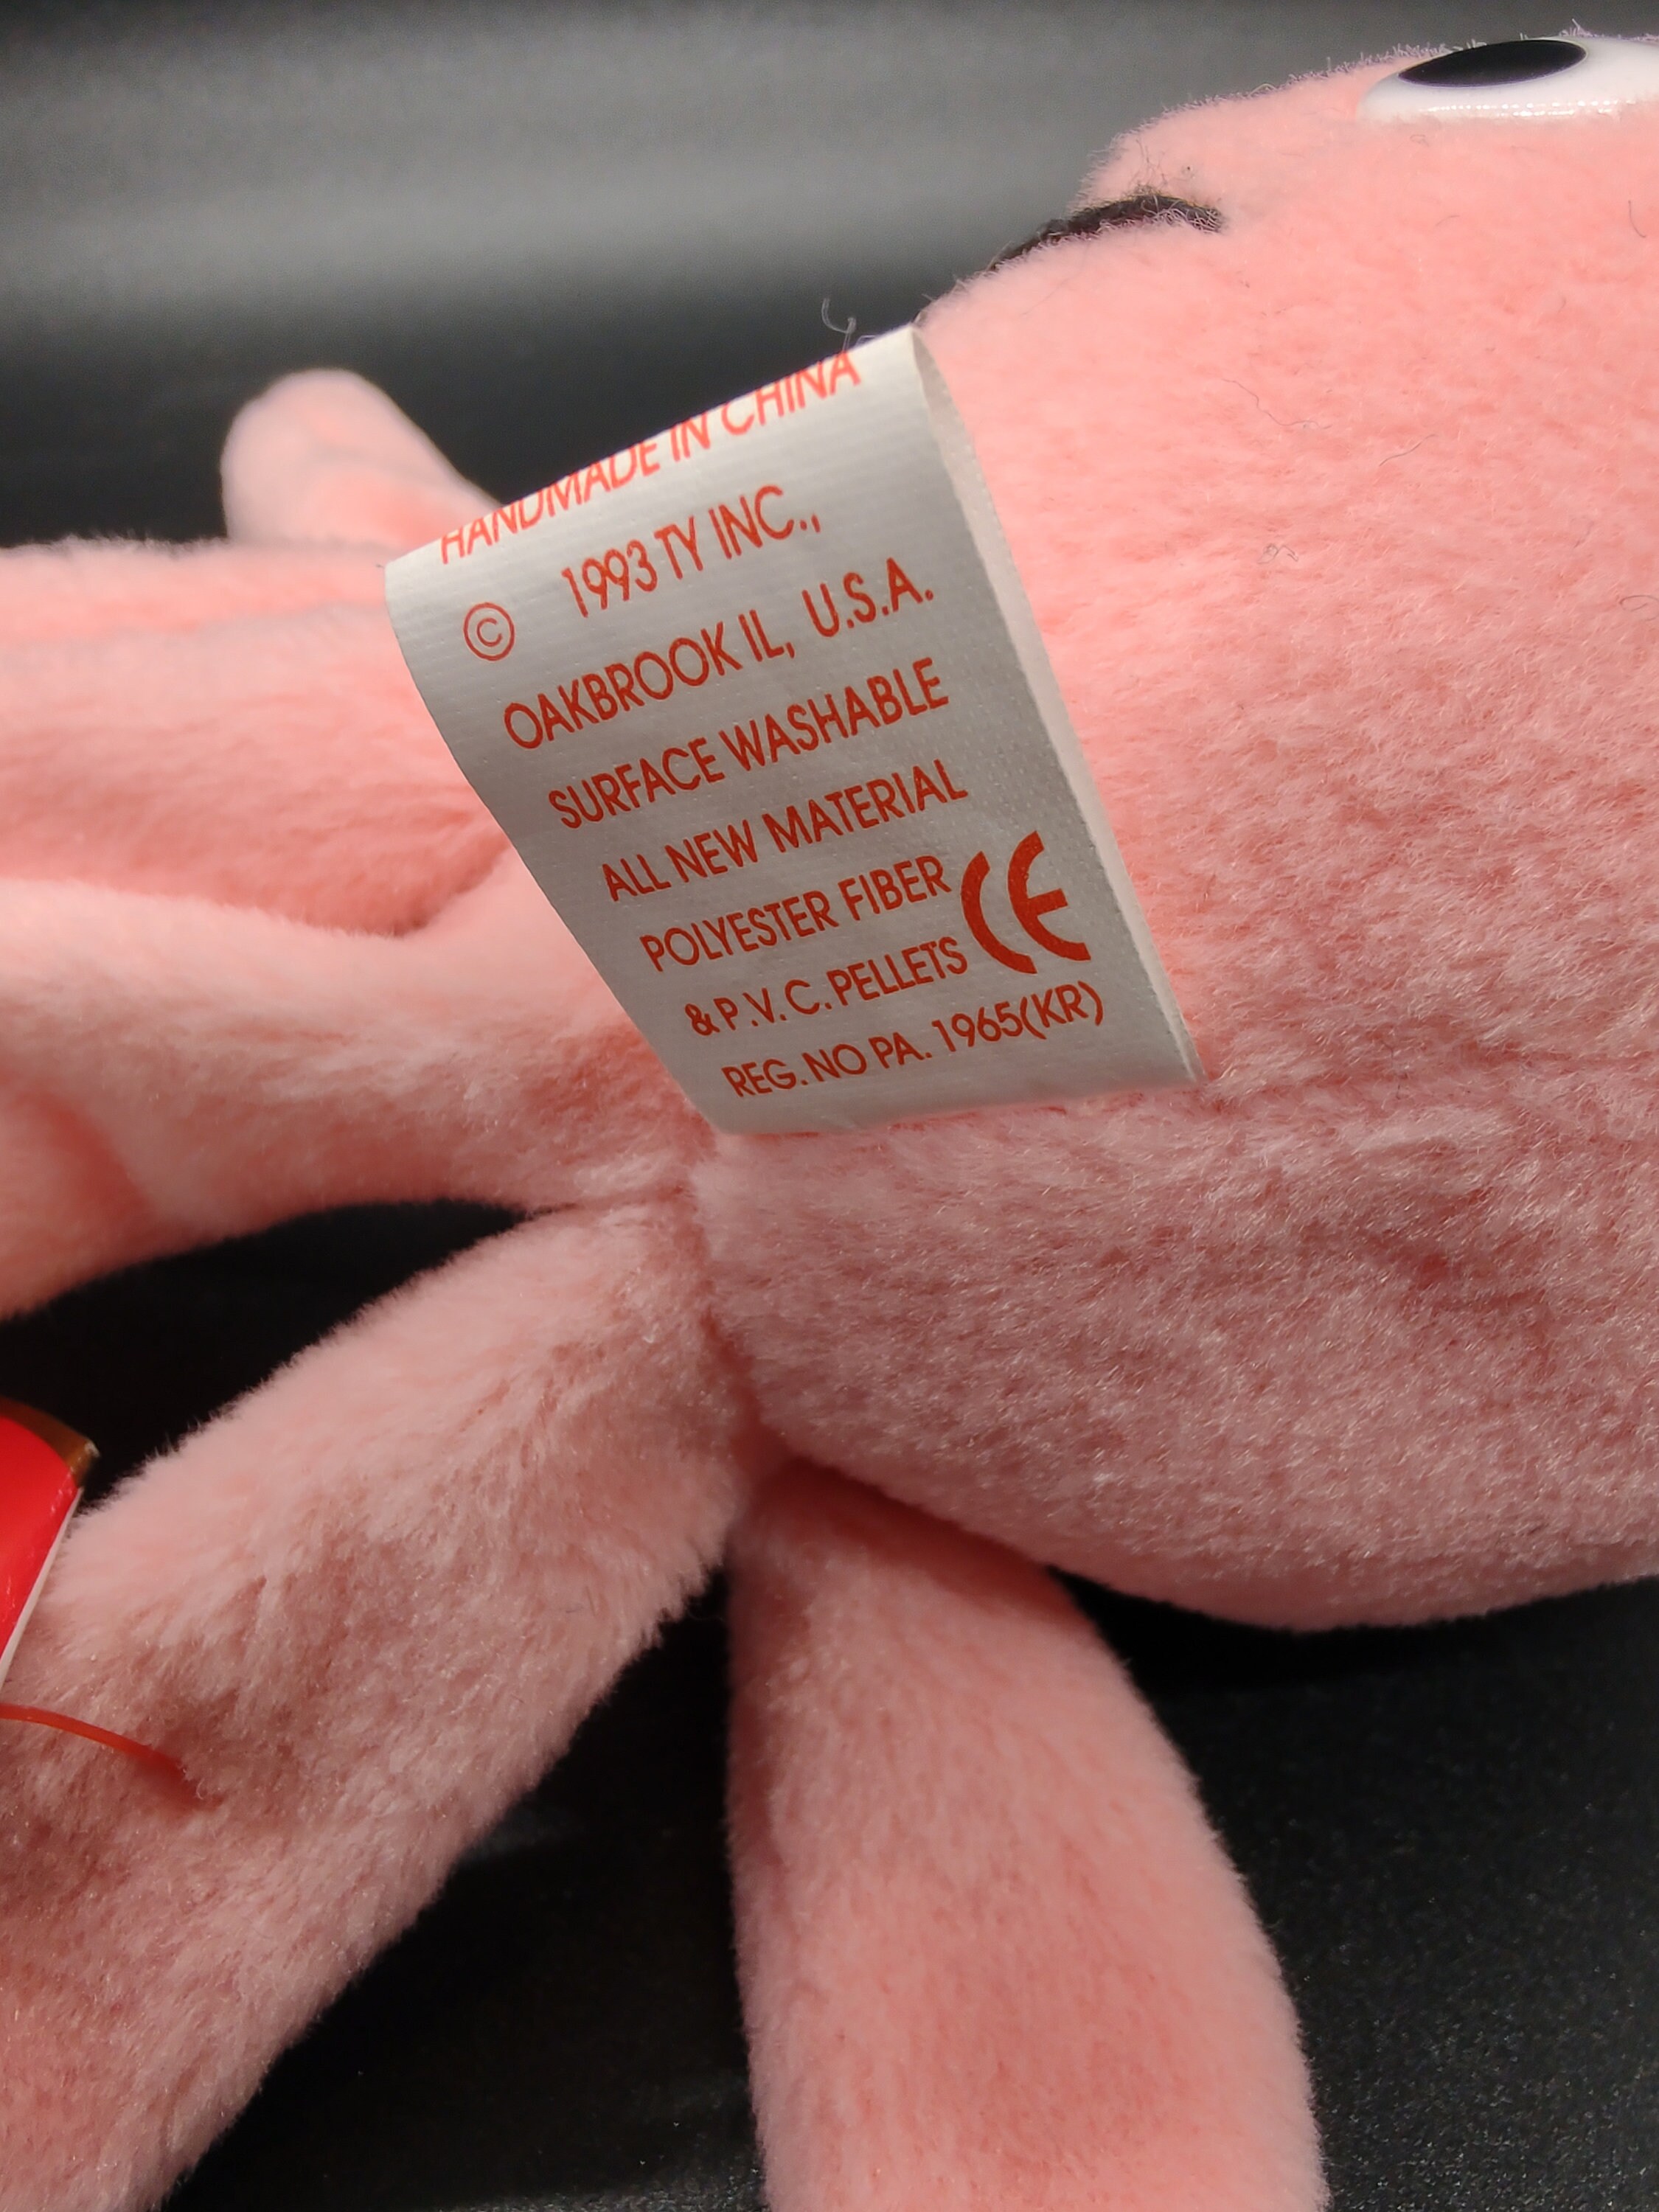 HANDMADE IN CHINA
© 1993 TY INC.,
OAKBROOK IL, U.S.A.
SURFACE WASHABLE
ALL NEW MATERIAL
POLYESTER FIBER
& P.V.C. PELLETS CE
REG. NO PA. 1965(KR)